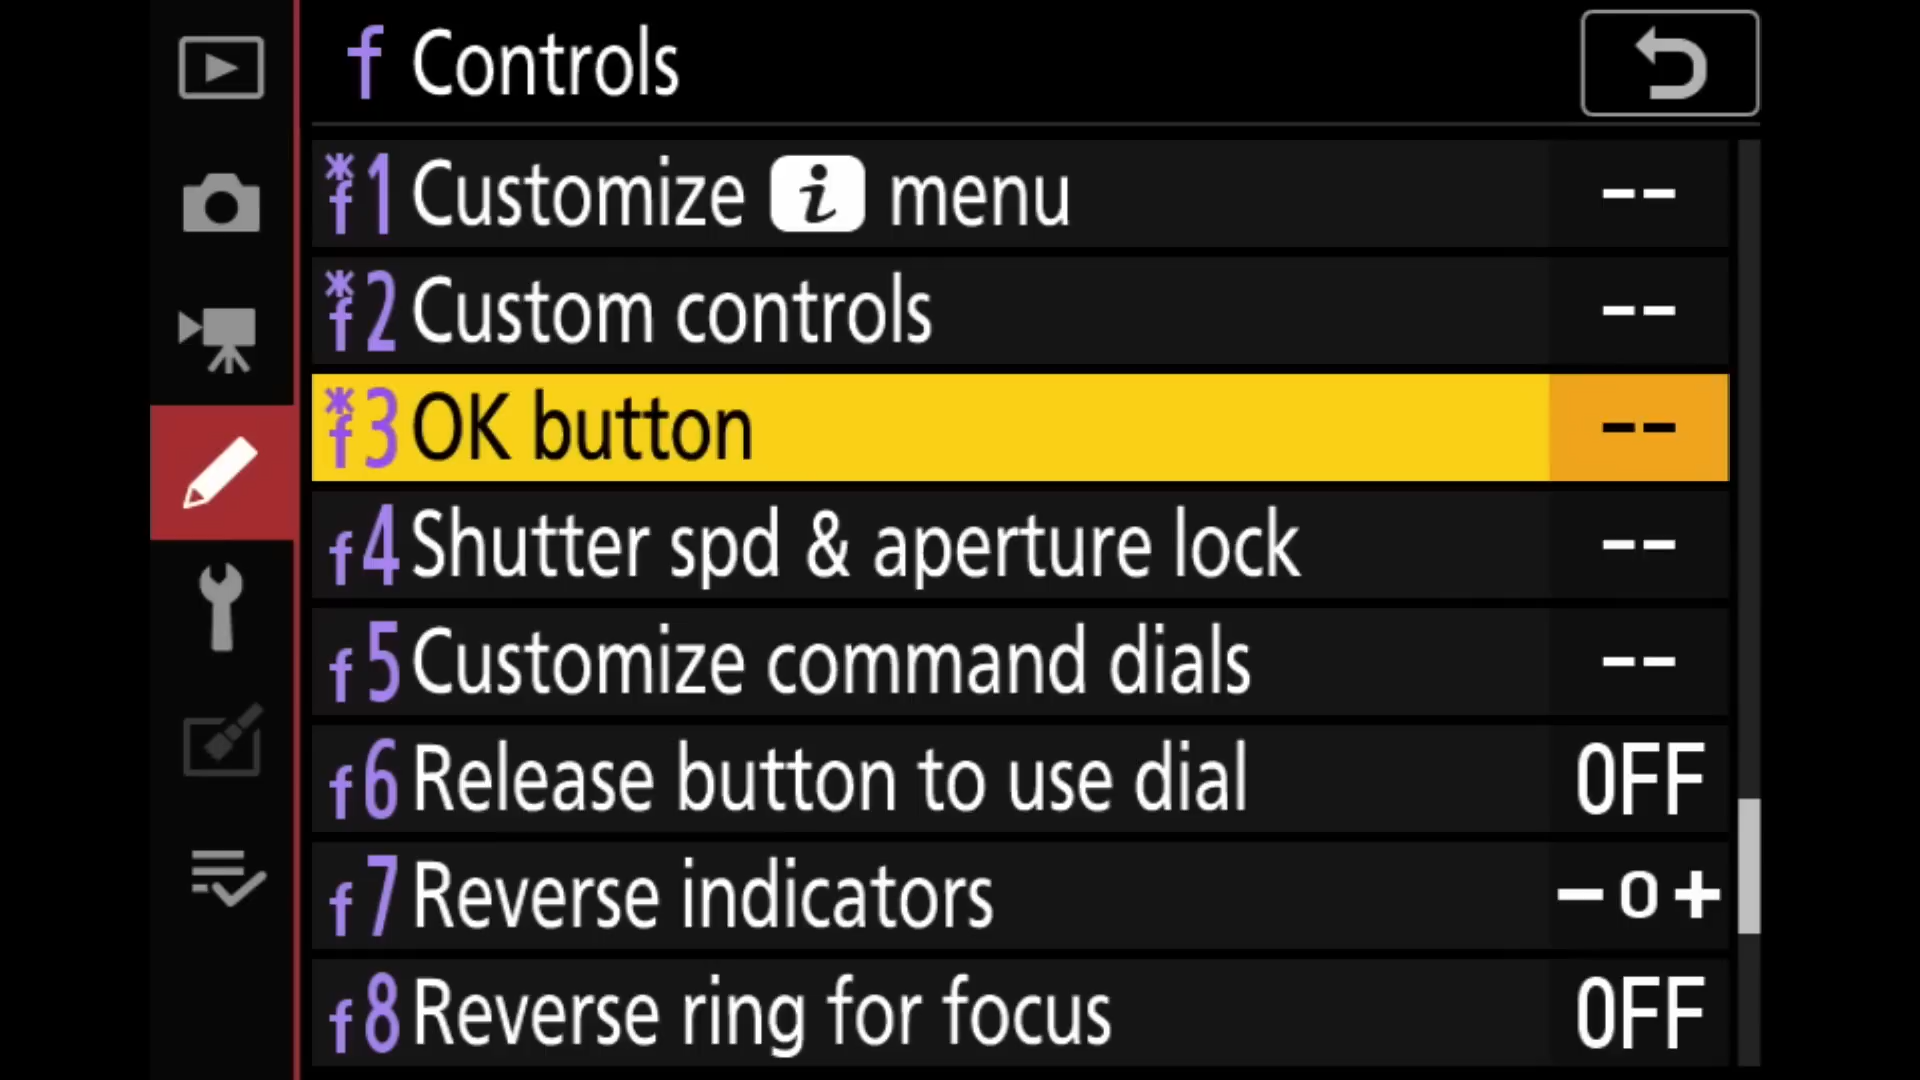 f Controls
*f1 Customize i menu --
*f2 Custom controls --
*f3 OK button --
f4 Shutter spd & aperture lock --
f5 Customize command dials --
f6 Release button to use dial OFF
f7 Reverse indicators -0+
f8 Reverse ring for focus OFF